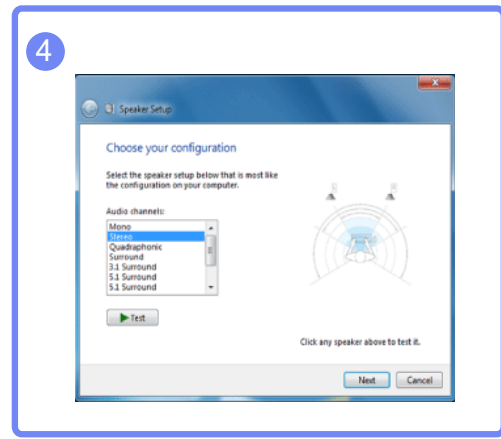 4
Speaker Setup
Choose your configuration
Select the speaker setup below that is most like
the configuration on your computer.
Audio channels:
Mono
Stereo
Quadraphonic
Surround
3.1 Surround
5.1 Surround
5.1 Surround
Test
Click any speaker above to test it.
Next
Cancel